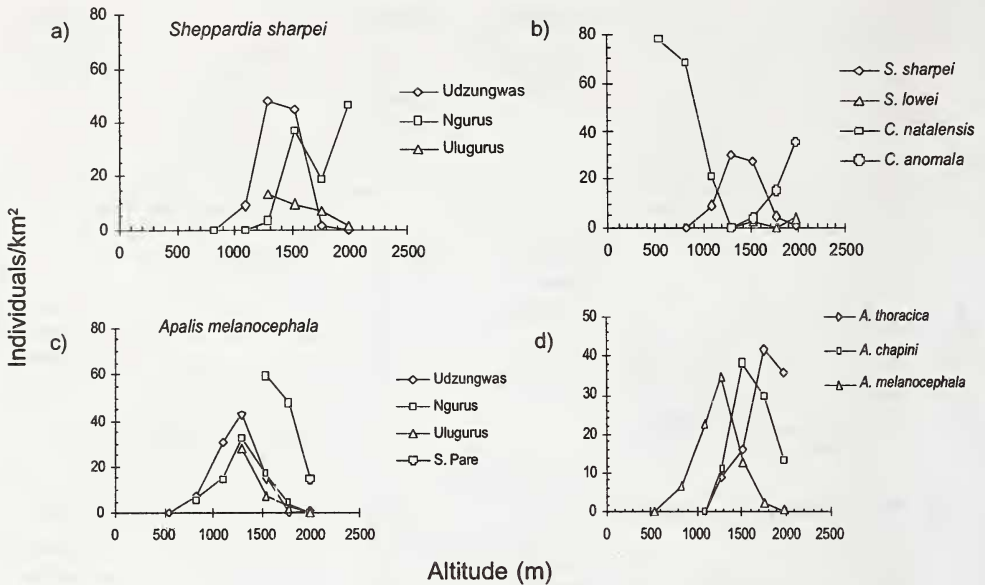 a)
Sheppardia sharpei
80
60
40
20
0
0 500 1000 1500 2000 2500
Udzungwas
Ngurus
Ulugurus
b)
80
60
40
20
0
0 500 1000 1500 2000 2500
S. sharpei
S. lowei
C. natalensis
C. anomala
Individuals/km²
c)
Apalis melanocephala
80
60
40
20
0
0 500 1000 1500 2000 2500
Udzungwas
Ngurus
Ulugurus
S. Pare
d)
50
40
30
20
10
0
0 500 1000 1500 2000 2500
A. thoracica
A. chapini
A. melanocephala
Altitude (m)